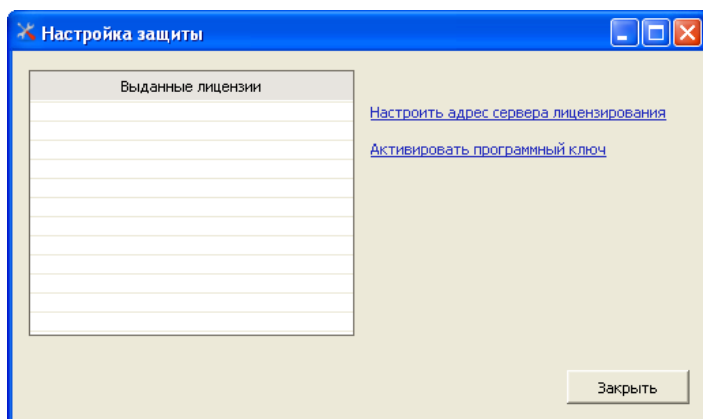 Настройка защиты
Выданные лицензии
Настроить адрес сервера лицензирования
Активировать программный ключ
Закрыть